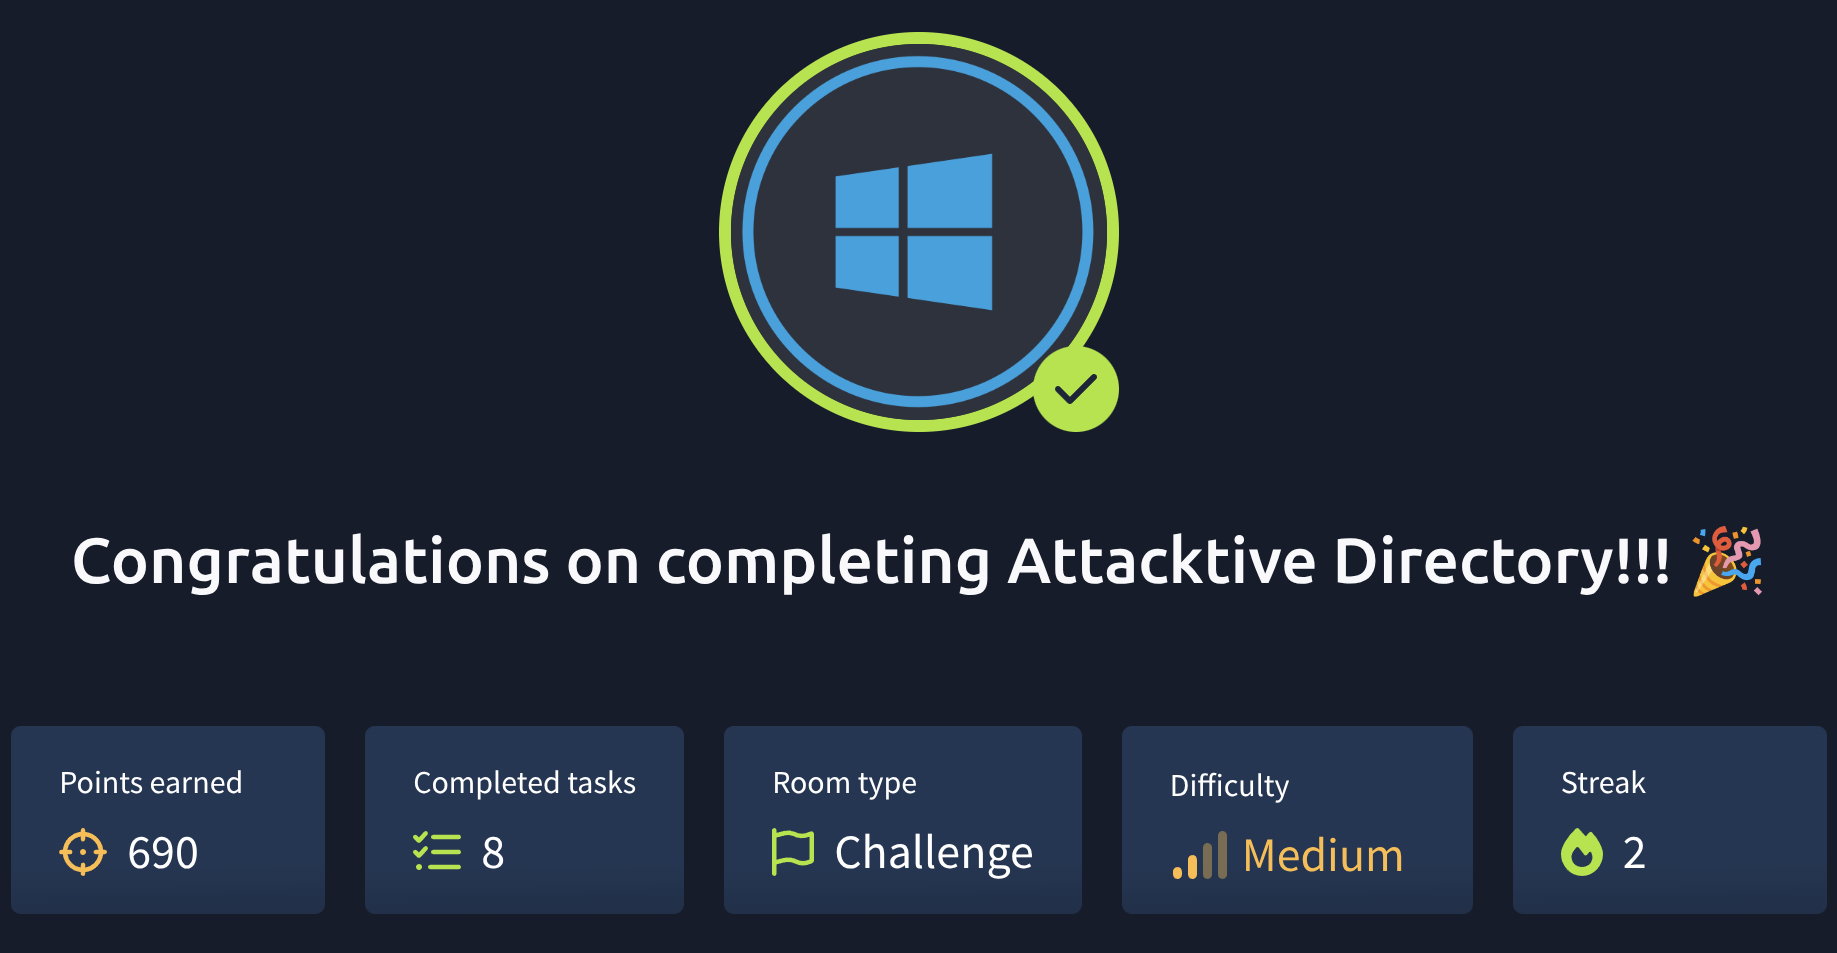 Congratulations on completing Attacktive Directory!!! 🎉
Points earned
690
Completed tasks
8
Room type
Challenge
Difficulty
Medium
Streak
2